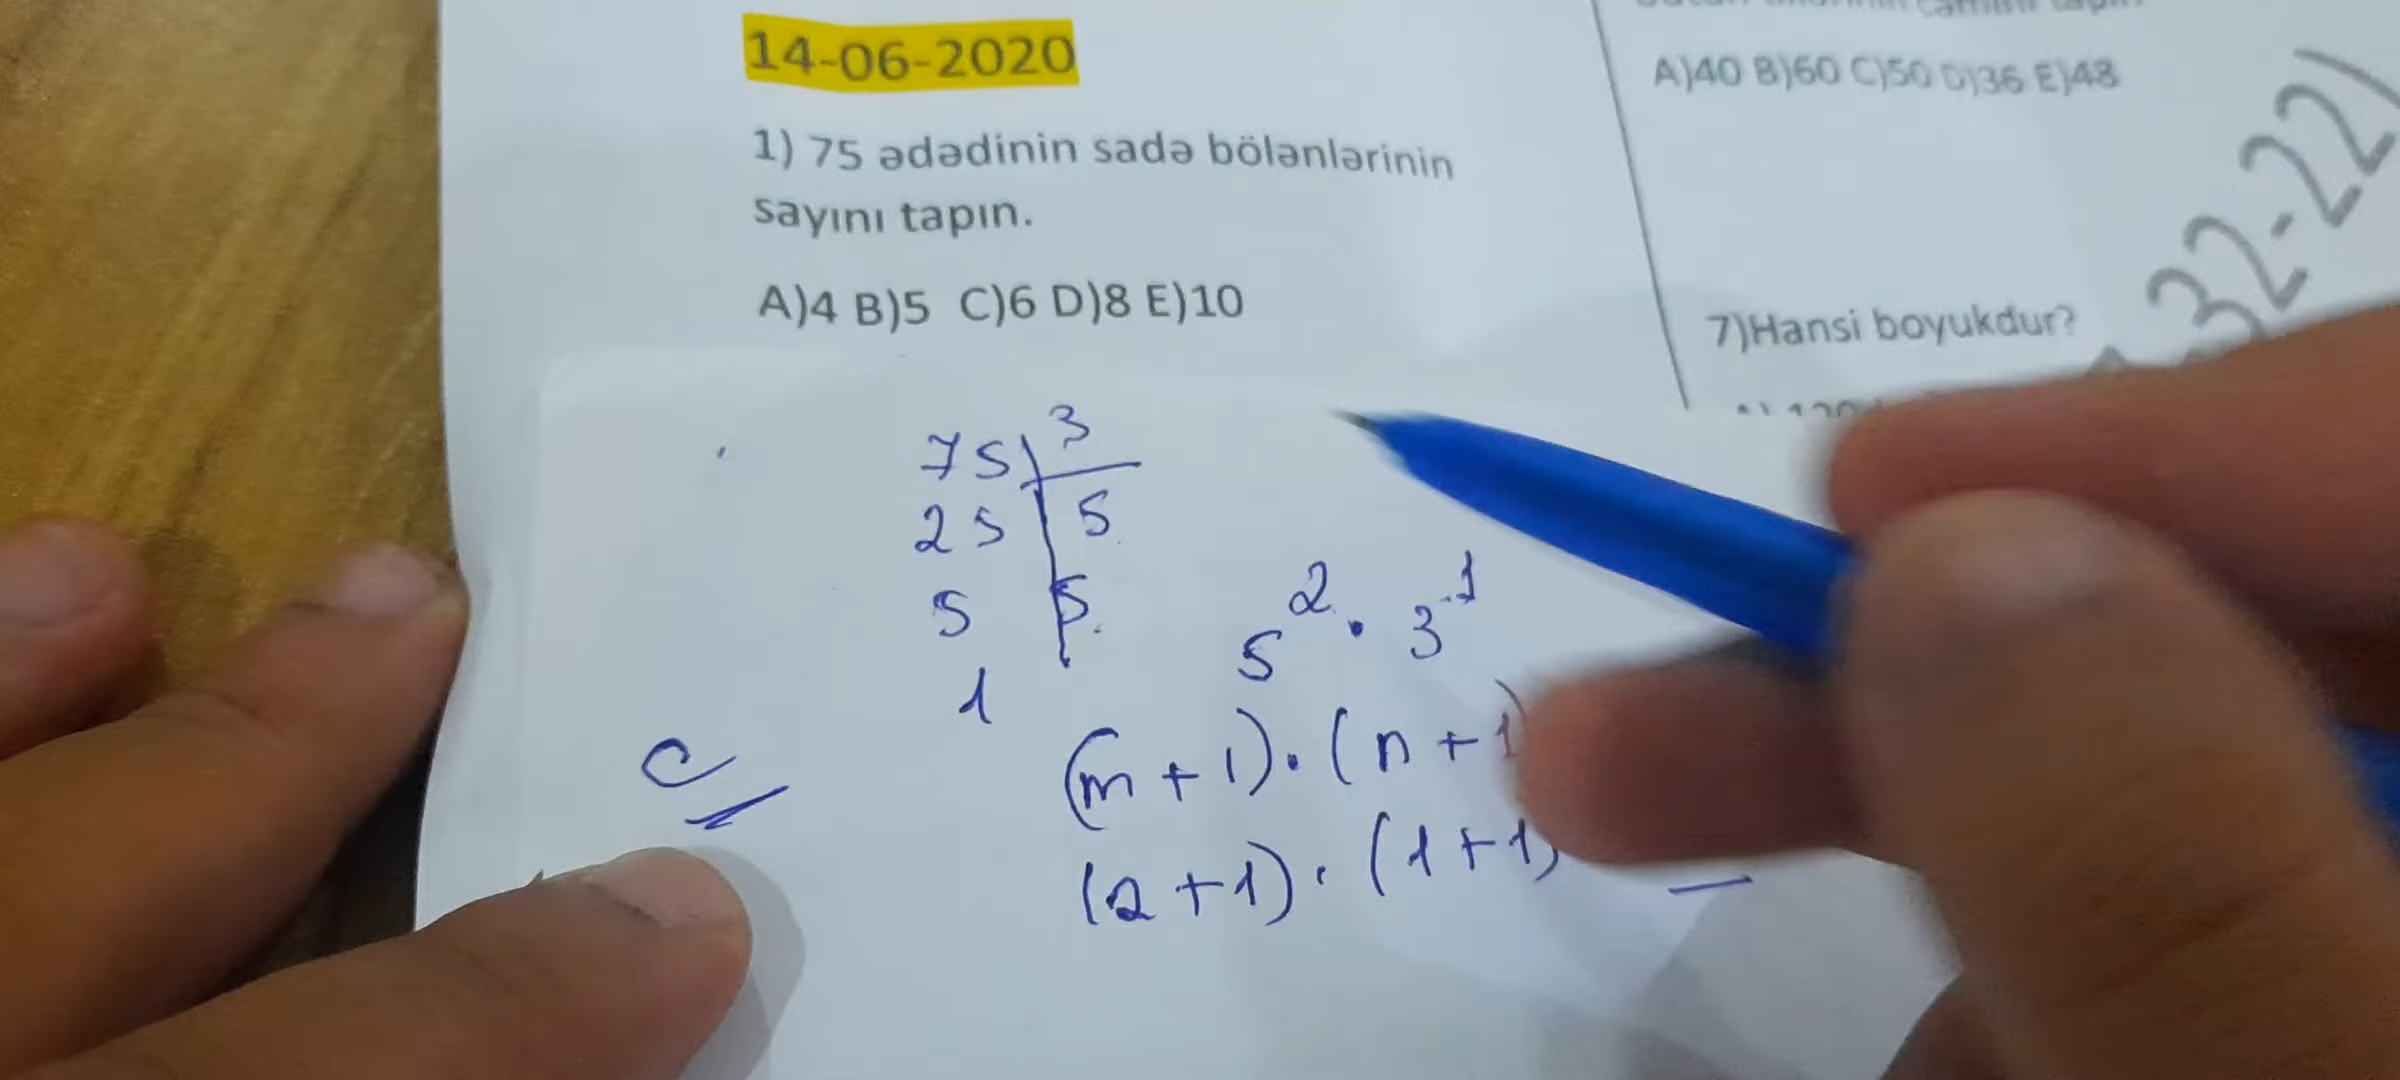 14-06-2020
1) 75 ədədinin sadə bölənlərinin
sayını tapın.
A)4 B)5 C)6 D)8 E)10
75 3
25 5
5 5
1
5² · 3¹
(m + 1) · (n + 1)
(2 + 1) · (1 + 1)
C
A)40 B)60 C)50 D)36 E)48
7)Hansi boyukdur?
32-22)